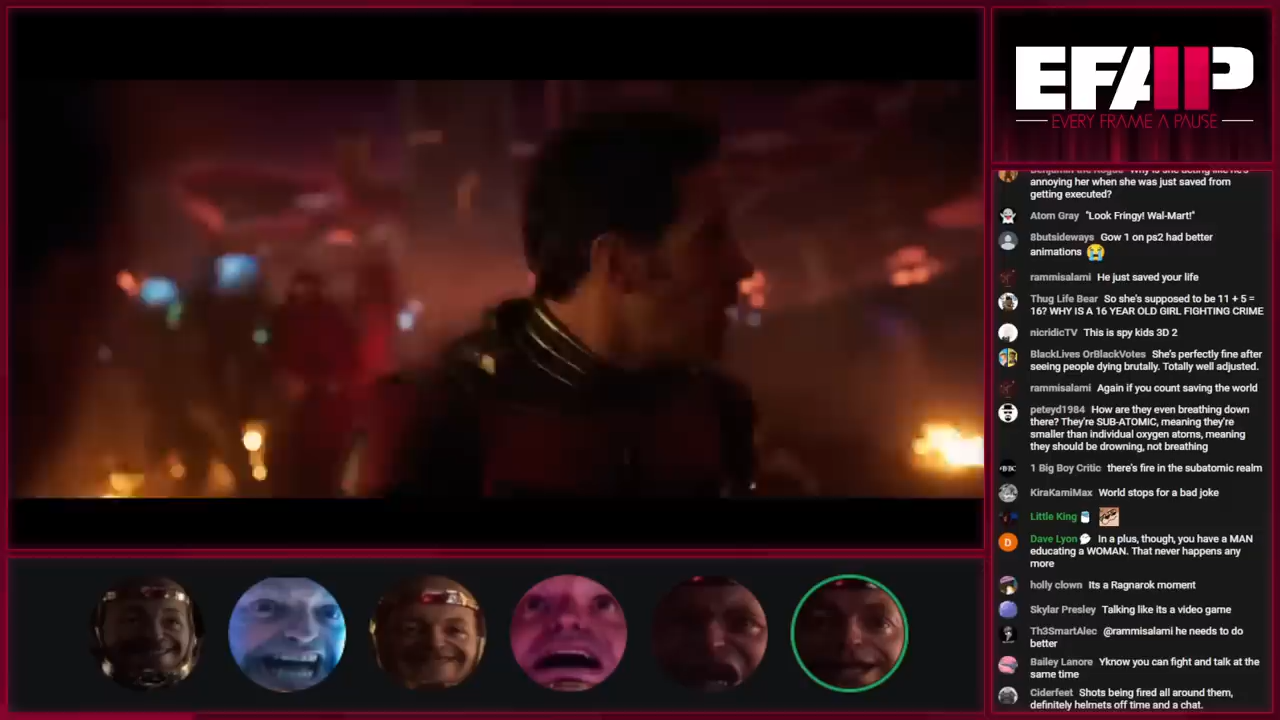 EFAP
EVERY FRAME A PAUSE
Benjamin the Rogue Why is she acting like he's
annoying her when she was just saved from
getting executed?
Atom Gray "Look Fringy! Wal-Mart!"
8butsideways Gow 1 on ps2 had better
animations 😭
rammisalami He just saved your life
Thug Life Bear So she's supposed to be 11 + 5 =
16? WHY IS A 16 YEAR OLD GIRL FIGHTING CRIME
nicridicTV This is spy kids 3D 2
BlackLives OrBlackVotes She's perfectly fine after
seeing people dying brutally. Totally well adjusted.
rammisalami Again if you count saving the world
peteyd1984 How are they even breathing down
there? They're SUB-ATOMIC, meaning they're
smaller than individual oxygen atoms, meaning
they should be drowning, not breathing
1 Big Boy Critic there's fire in the subatomic realm
KiraKamiMax World stops for a bad joke
Little King
D
Dave Lyon In a plus, though, you have a MAN
educating a WOMAN. That never happens any
more
holly clown Its a Ragnarok moment
Skylar Presley Talking like its a video game
Th3SmartAlec @rammisalami he needs to do
better
Bailey Lanore Yknow you can fight and talk at the
same time
Ciderfeet Shots being fired all around them,
definitely helmets off time and a chat.